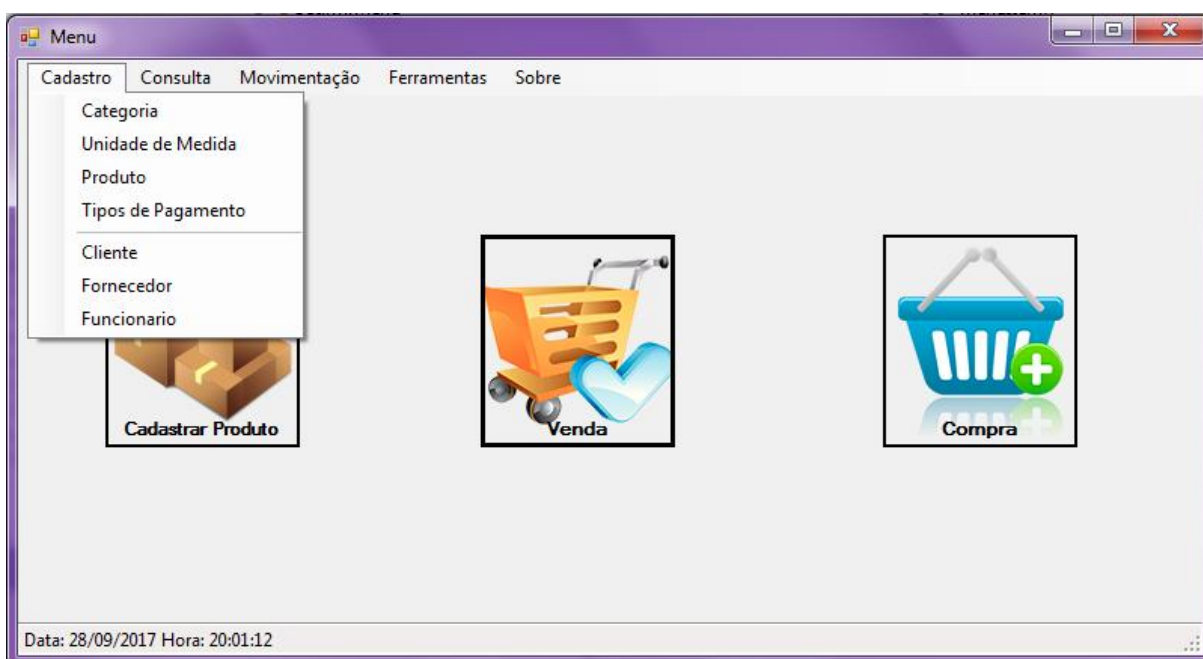 Menu
Cadastro Consulta Movimentação Ferramentas Sobre
Categoria
Unidade de Medida
Produto
Tipos de Pagamento
Cliente
Fornecedor
Funcionario
Cadastrar Produto Venda Compra
Data: 28/09/2017 Hora: 20:01:12